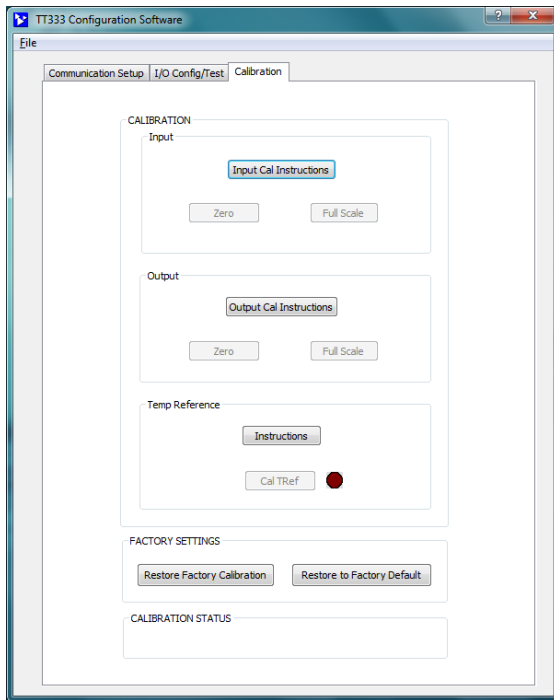 TT333 Configuration Software
File
Communication Setup I/O Config/Test Calibration
CALIBRATION
Input
Input Cal Instructions
Zero Full Scale
Output
Output Cal Instructions
Zero Full Scale
Temp Reference
Instructions
Cal TRef
FACTORY SETTINGS
Restore Factory Calibration Restore to Factory Default
CALIBRATION STATUS